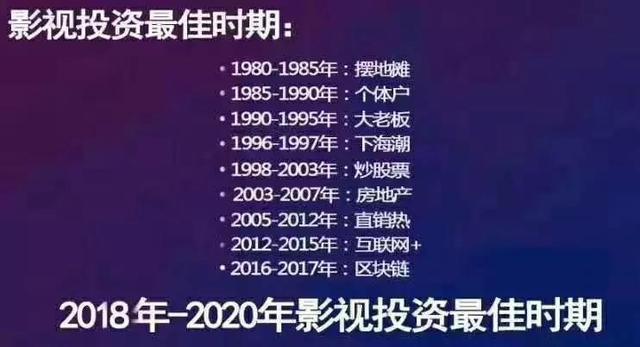 影视投资最佳时期：
·1980-1985年：摆地摊
·1985-1990年：个体户
·1990-1995年：大老板
·1996-1997年：下海潮
·1998-2003年：炒股票
·2003-2007年：房地产
·2005-2012年：直销热
·2012-2015年：互联网+
·2016-2017年：区块链
2018年-2020年影视投资最佳时期